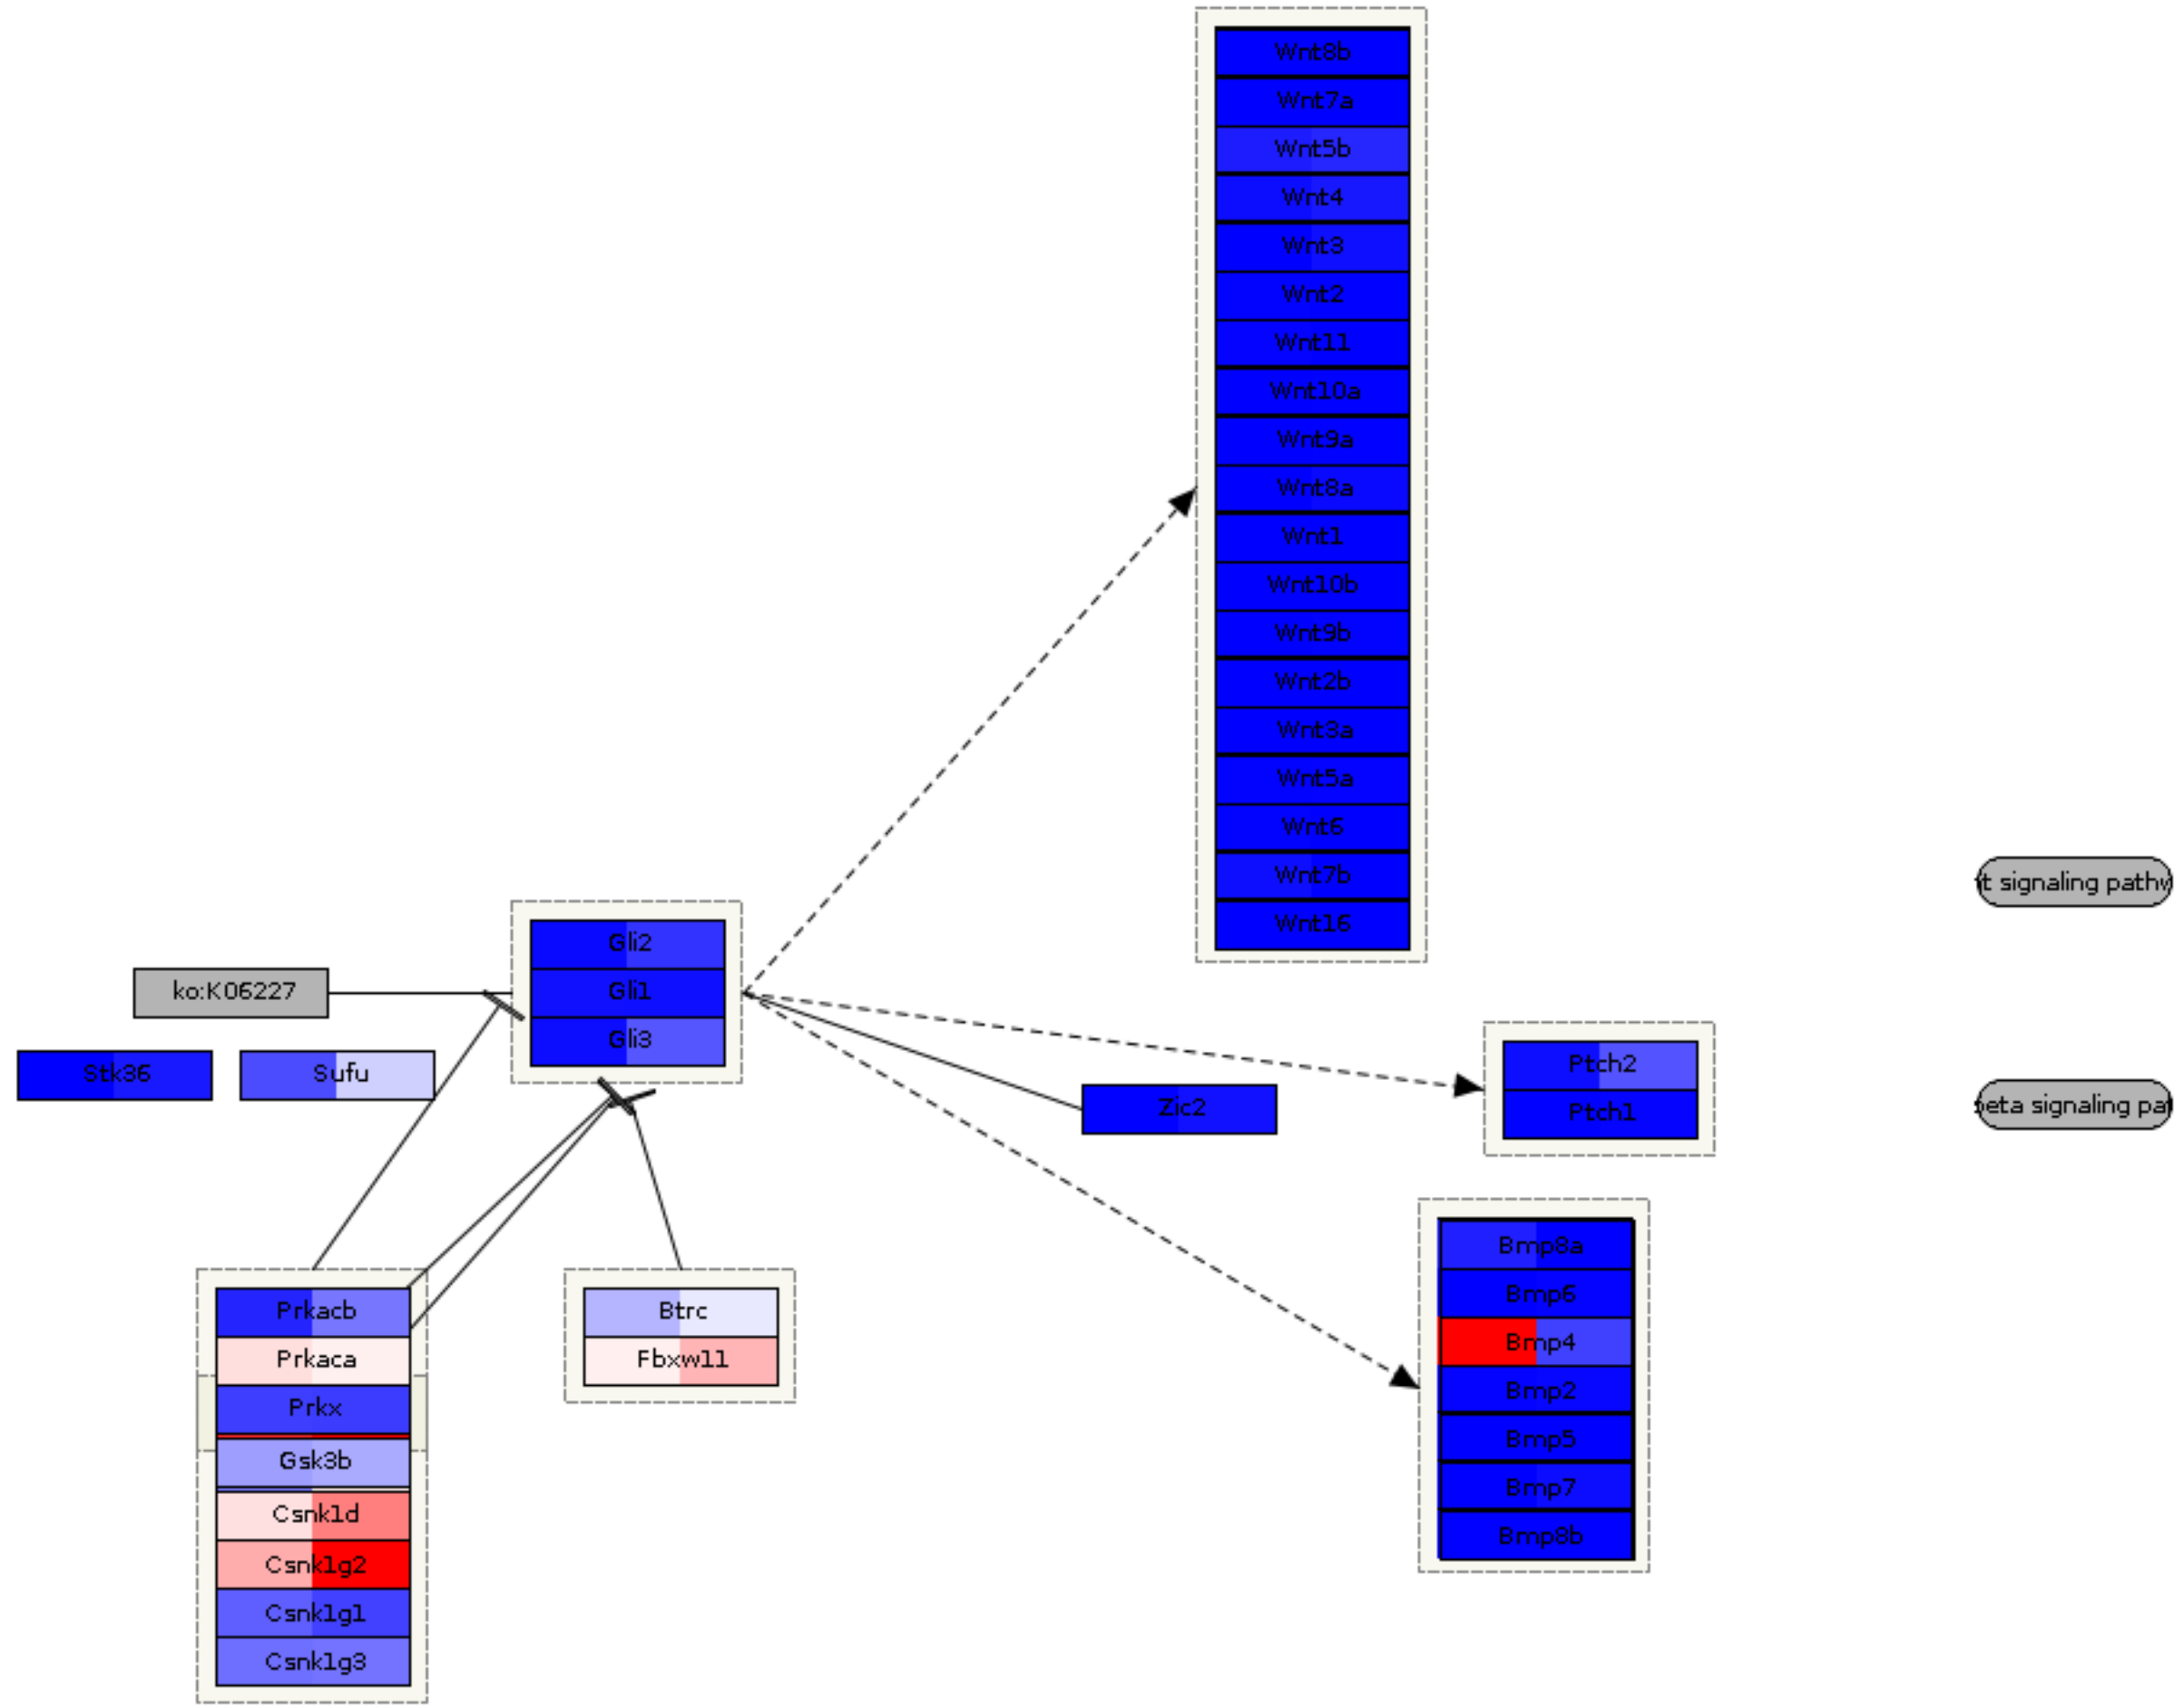 Wnt8b
Wnt7a
Wnt5b
Wnt4
Wnt3
Wnt2
Wnt11
Wnt10a
Wnt9a
Wnt8a
Wnt1
Wnt10b
Wnt9b
Wnt2b
Wnt3a
Wnt5a
Wnt6
Wnt7b
Wnt16
t signaling pathw
Gli2
Gli1
Gli3
ko:K06227
Stk36
Sufu
Zic2
Ptch2
Ptch1
beta signaling pat
Prkacb
Prkaca
Prkx
Gsk3b
Csnk1d
Csnk1g2
Csnk1g1
Csnk1g3
Btrc
Fbxw11
Bmp8a
Bmp6
Bmp4
Bmp2
Bmp5
Bmp7
Bmp8b